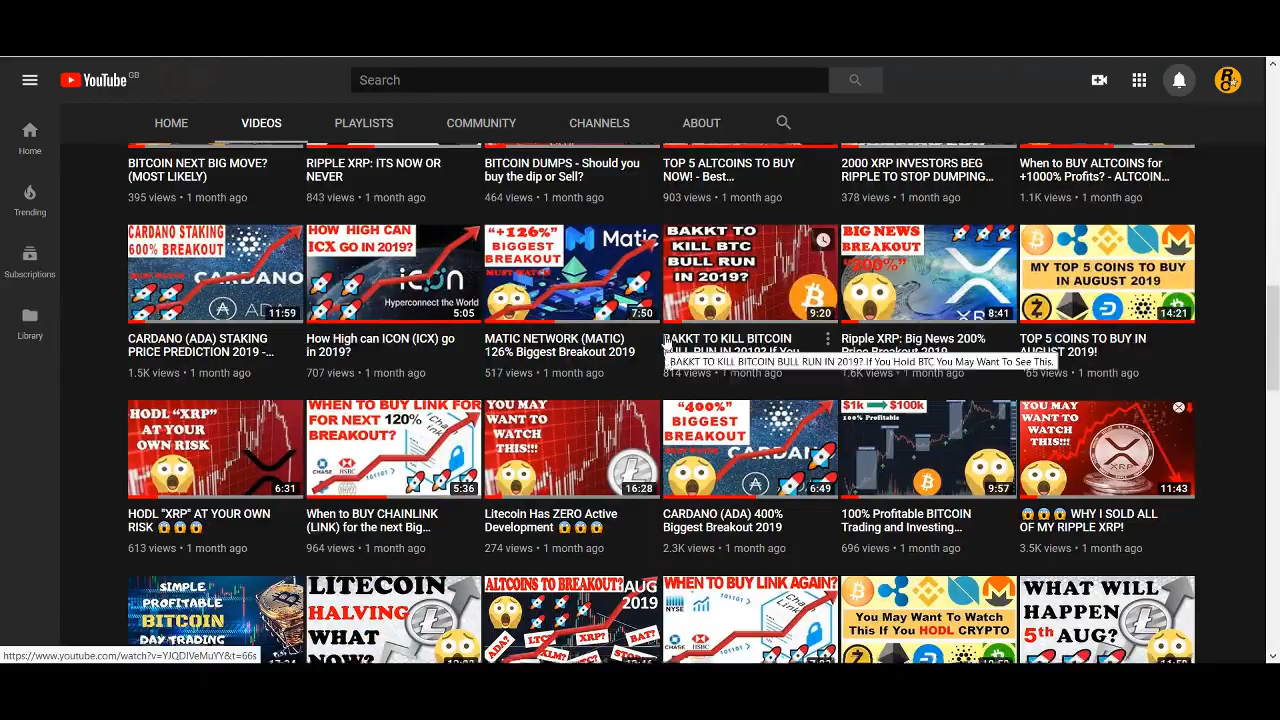 YouTube GB
Search
HOME VIDEOS PLAYLISTS COMMUNITY CHANNELS ABOUT
Home
Trending
Subscriptions
Library
BITCOIN NEXT BIG MOVE?
(MOST LIKELY)
395 views • 1 month ago
RIPPLE XRP: ITS NOW OR
NEVER
843 views • 1 month ago
BITCOIN DUMPS - Should you
buy the dip or Sell?
464 views • 1 month ago
TOP 5 ALTCOINS TO BUY
NOW! - Best...
903 views • 1 month ago
2000 XRP INVESTORS BEG
RIPPLE TO STOP DUMPING...
378 views • 1 month ago
When to BUY ALTCOINS for
+1000% Profits? - ALTCOIN...
1.1K views • 1 month ago
CARDANO STAKING
600% BREAKOUT
MUST WATCH
CARDANO
ADA
11:59
CARDANO (ADA) STAKING
PRICE PREDICTION 2019 -...
1.5K views • 1 month ago
HOW HIGH CAN
ICX GO IN 2019?
ICON
Hyperconnect the World
5:05
How High can ICON (ICX) go
in 2019?
707 views • 1 month ago
"+126%"
BIGGEST
BREAKOUT
MUST WATCH
Matic
7:50
MATIC NETWORK (MATIC)
126% Biggest Breakout 2019
517 views • 1 month ago
BAKKT TO
KILL BTC
BULL RUN
IN 2019?
9:20
BAKKT TO KILL BITCOIN
BULL RUN IN 2019? If You
BAKKT TO KILL BITCOIN BULL RUN IN 2019? If You Hold BTC You May Want To See This.
814 views • 1 month ago
BIG NEWS
BREAKOUT
"200%"
8:41
Ripple XRP: Big News 200%
Price Breakout 2019
1.6K views • 1 month ago
MY TOP 5 COINS TO BUY
IN AUGUST 2019
14:21
TOP 5 COINS TO BUY IN
AUGUST 2019!
765 views • 1 month ago
HODL "XRP"
AT YOUR
OWN RISK
6:31
HODL "XRP" AT YOUR OWN
RISK 😱😱😱
613 views • 1 month ago
WHEN TO BUY LINK FOR
FOR NEXT 120%
BREAKOUT?
CHASE HSBC
5:36
When to BUY CHAINLINK
(LINK) for the next Big...
964 views • 1 month ago
YOU MAY
WANT TO
WATCH
THIS!!!
16:28
Litecoin Has ZERO Active
Development 😱😱😱
274 views • 1 month ago
"400%"
BIGGEST
BREAKOUT
MUST WATCH
CARDANO
6:49
CARDANO (ADA) 400%
Biggest Breakout 2019
2.3K views • 1 month ago
$1k → $100k
100% Profitable
9:57
100% Profitable BITCOIN
Trading and Investing...
696 views • 1 month ago
YOU MAY
WANT TO
WATCH
THIS!!!
XRP
11:43
😱😱😱 WHY I SOLD ALL
OF MY RIPPLE XRP!
3.5K views • 1 month ago
SIMPLE
PROFITABLE
BITCOIN
DAY TRADING
LITECOIN
HALVING
WHAT
NOW?
ALTCOINS TO BREAKOUT? AUG
2019
ADA?
LTC?
XRP?
BAT?
XLM?
WHEN TO BUY LINK AGAIN?
NYSE
CHASE HSBC
You May Want To Watch
This If You HODL CRYPTO
WHAT WILL
HAPPEN
5th AUG?
https://www.youtube.com/watch?v=YJQDIVeMuYY&t=66s